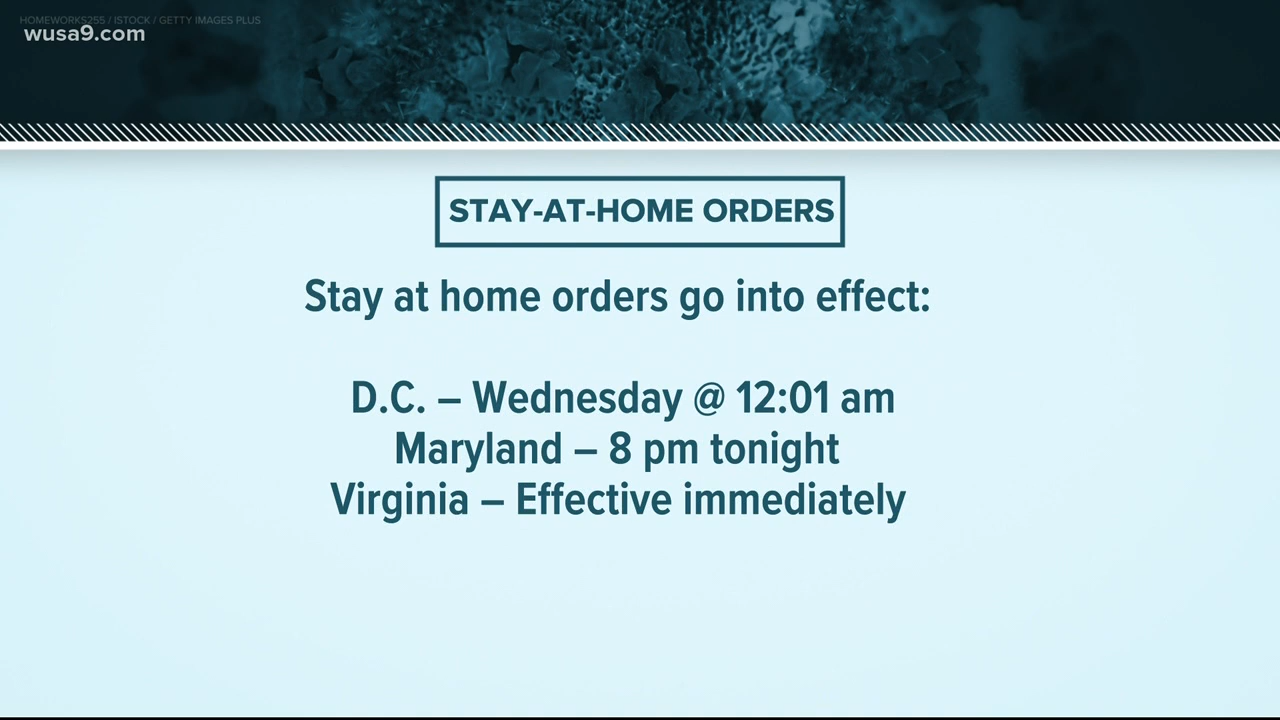 HOMEWORKS255 / ISTOCK / GETTY IMAGES PLUS
wusa9.com
STAY-AT-HOME ORDERS
Stay at home orders go into effect:
D.C. – Wednesday @ 12:01 am
Maryland – 8 pm tonight
Virginia – Effective immediately